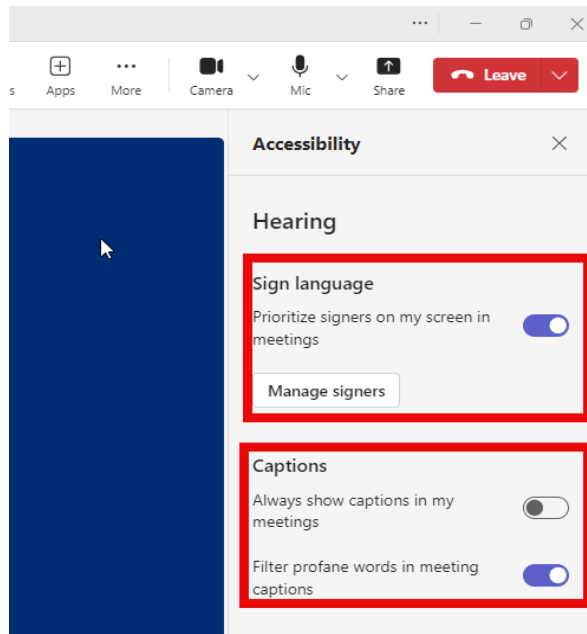 Apps
More
Camera
Mic
Share
Leave
Accessibility
Hearing
Sign language
Prioritize signers on my screen in
meetings
Manage signers
Captions
Always show captions in my
meetings
Filter profane words in meeting
captions